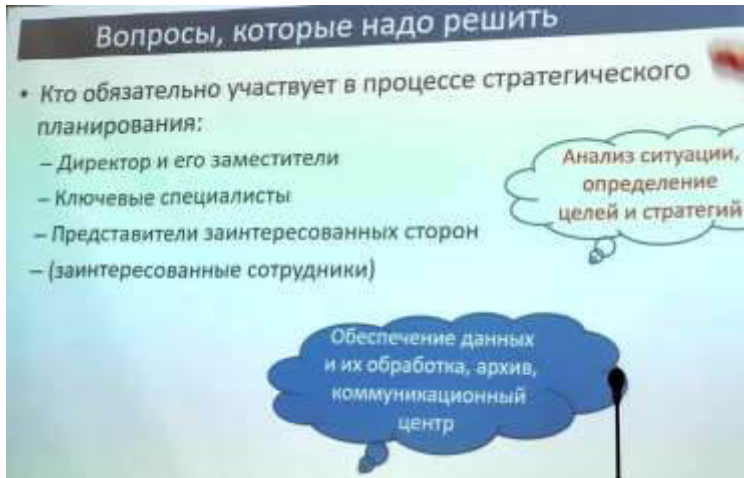 Вопросы, которые надо решить
• Кто обязательно участвует в процессе стратегического
планирования:
– Директор и его заместители
– Ключевые специалисты
– Представители заинтересованных сторон
– (заинтересованные сотрудники)
Анализ ситуации,
определение
целей и стратегий
Обеспечение данных
и их обработка, архив,
коммуникационный
центр